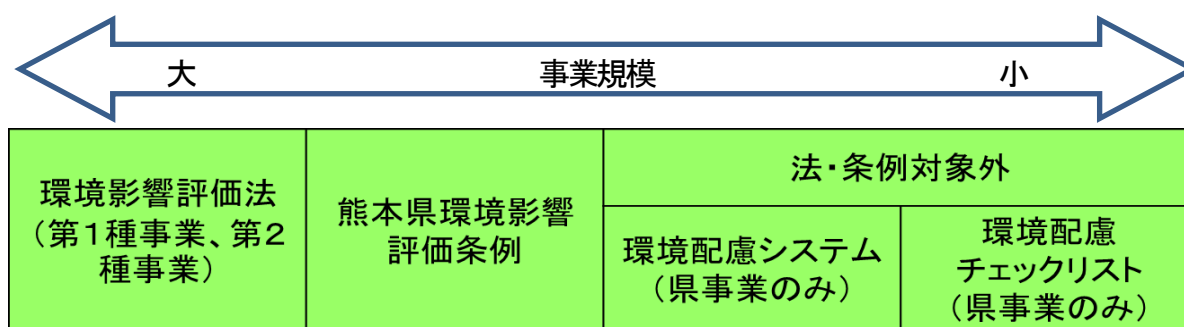 大 事業規模 小
環境影響評価法
（第１種事業、第２
種事業）
熊本県環境影響
評価条例
法・条例対象外
環境配慮システム
（県事業のみ）
環境配慮
チェックリスト
（県事業のみ）